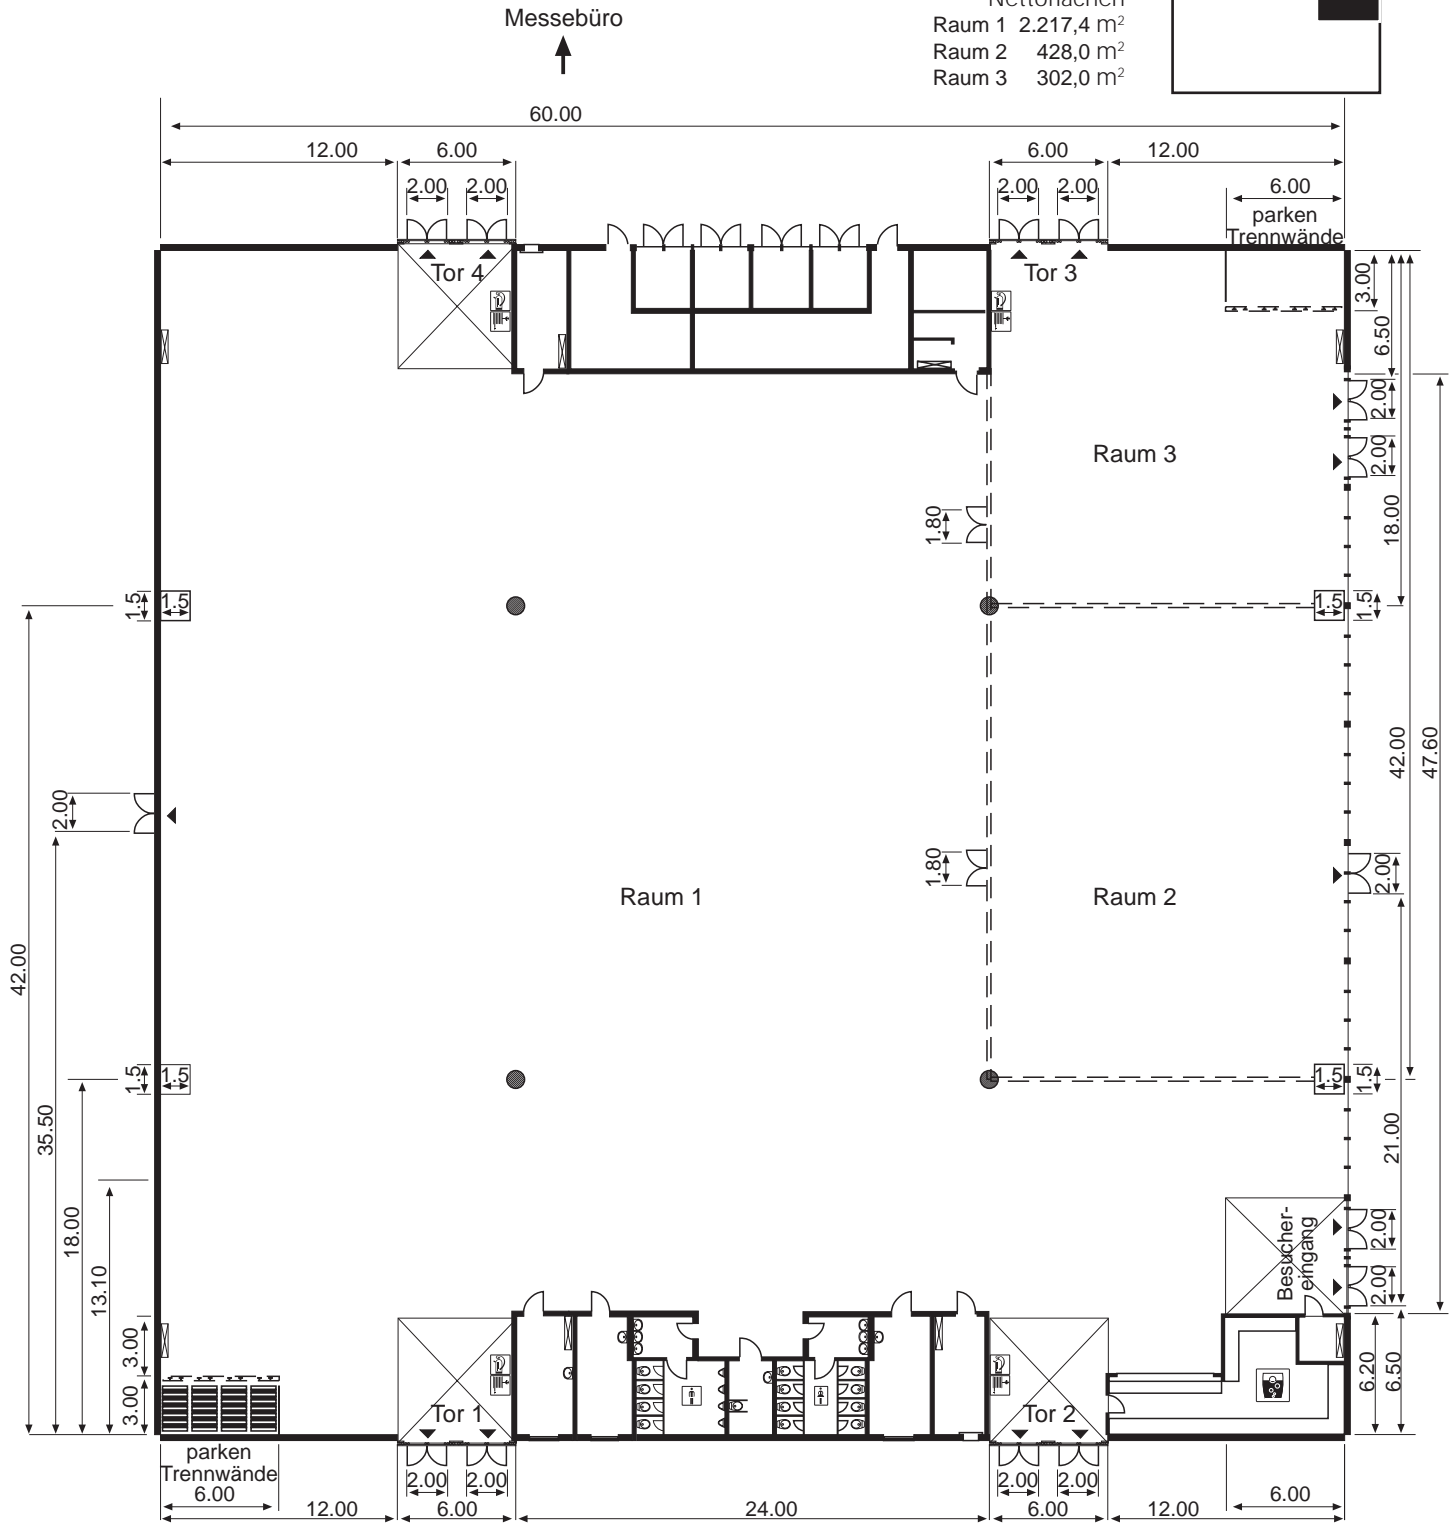 Messebüro
Nettoflächen
Raum 1 2.217,4 m²
Raum 2 428,0 m²
Raum 3 302,0 m²
60.00
12.00 6.00 6.00 12.00
2.00 2.00 2.00 2.00 6.00
parken
Trennwände
Tor 4 Tor 3
3.00
6.50
2.00
Raum 3
2.00
1.80
18.00
1.5 1.5 1.5 1.5
42.00
47.60
2.00
1.80
2.00
Raum 1 Raum 2
42.00
1.5 1.5 1.5 1.5
35.50
21.00
18.00
13.10
Besucher-
eingang
2.00
2.00
3.00
3.00
6.20
6.50
Tor 1 Tor 2
parken
Trennwände
6.00
2.00 2.00 2.00 2.00 6.00
12.00 6.00 24.00 6.00 12.00